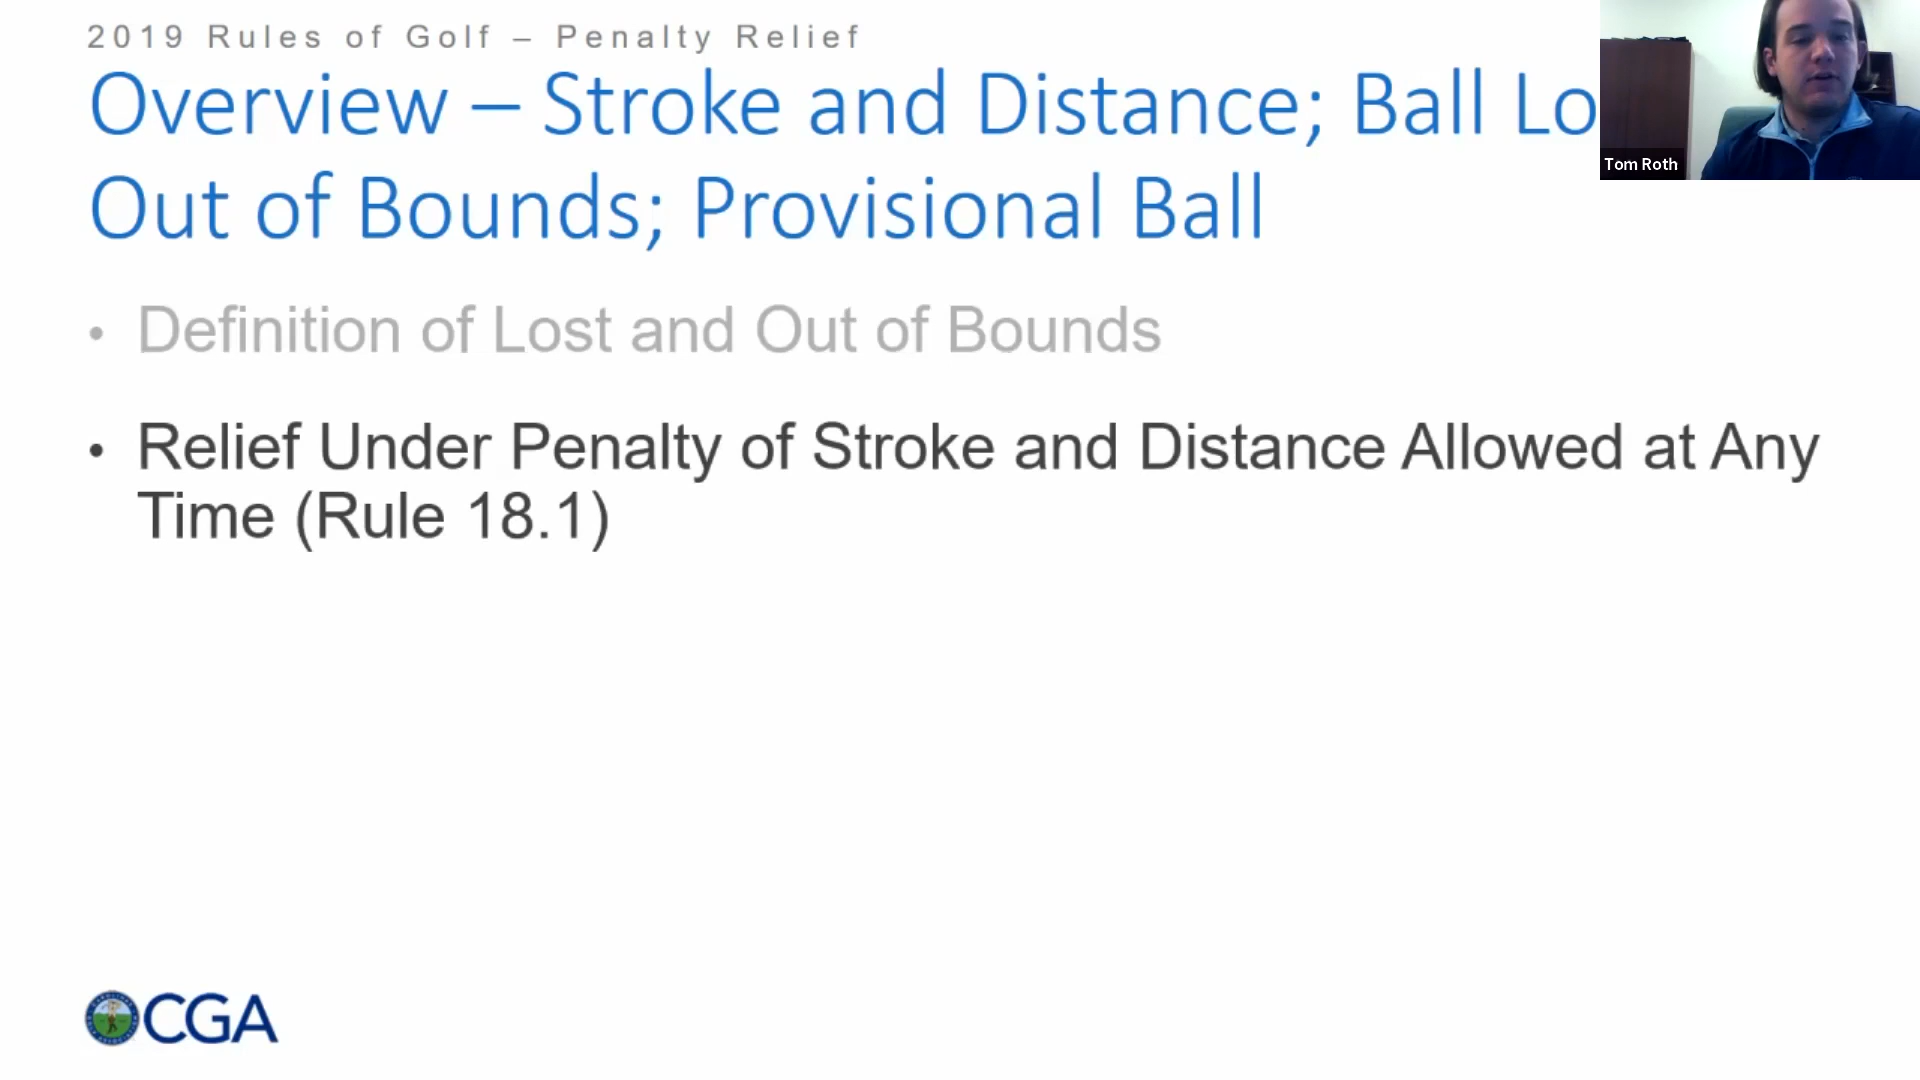 2019 Rules of Golf – Penalty Relief
Overview – Stroke and Distance; Ball Lo
Out of Bounds; Provisional Ball
Tom Roth
• Definition of Lost and Out of Bounds
• Relief Under Penalty of Stroke and Distance Allowed at Any
Time (Rule 18.1)
CGA